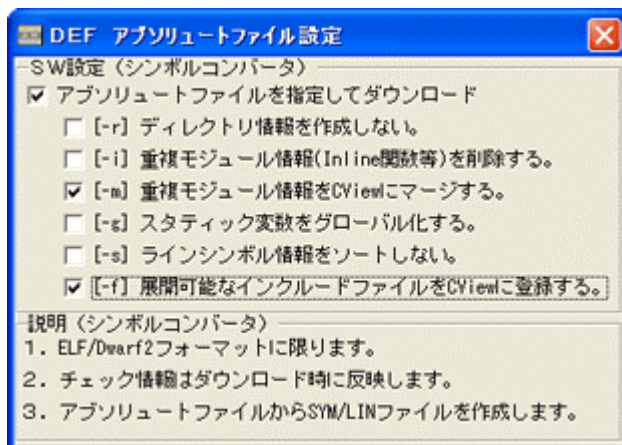 DEF アブソリュートファイル設定
SW設定（シンボルコンバータ）
アブソリュートファイルを指定してダウンロード
[-r] ディレクトリ情報を作成しない。
[-i] 重複モジュール情報(Inline関数等)を削除する。
[-m] 重複モジュール情報をCViewにマージする。
[-g] スタティック変数をグローバル化する。
[-s] ラインシンボル情報をソートしない。
[-f] 展開可能なインクルードファイルをCViewに登録する。
説明（シンボルコンバータ）
1．ELF/Dwarf2フォーマットに限ります。
2．チェック情報はダウンロード時に反映します。
3．アブソリュートファイルからSYM/LINファイルを作成します。